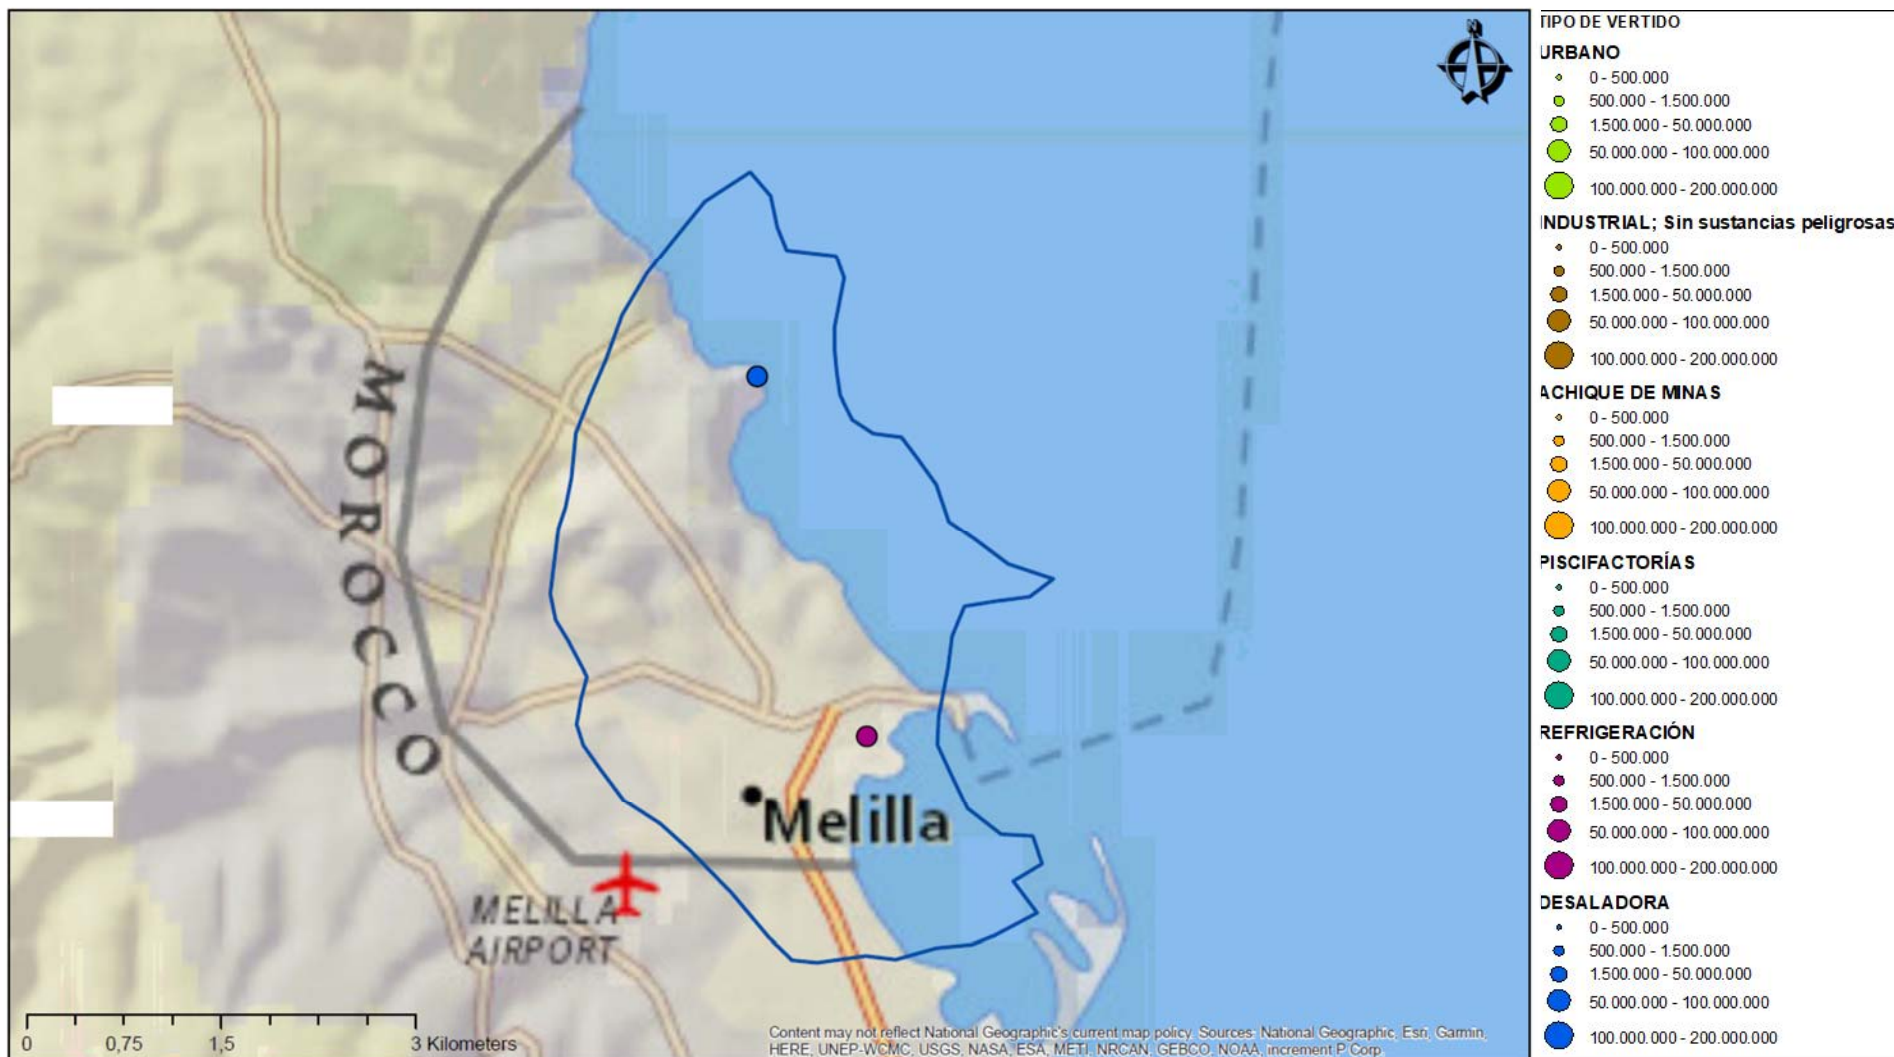 N
MOROCCO
Melilla
MELILLA
AIRPORT
0 0,75 1,5 3 Kilometers
Content may not reflect National Geographic's current map policy. Sources: National Geographic, Esri, Garmin,
HERE, UNEP-WCMC, USGS, NASA, ESA, METI, NRCAN, GEBCO, NOAA, increment P Corp.
TIPO DE VERTIDO
URBANO
0 - 500.000
500.000 - 1.500.000
1.500.000 - 50.000.000
50.000.000 - 100.000.000
100.000.000 - 200.000.000
INDUSTRIAL; Sin sustancias peligrosas
0 - 500.000
500.000 - 1.500.000
1.500.000 - 50.000.000
50.000.000 - 100.000.000
100.000.000 - 200.000.000
ACHIQUE DE MINAS
0 - 500.000
500.000 - 1.500.000
1.500.000 - 50.000.000
50.000.000 - 100.000.000
100.000.000 - 200.000.000
PISCIFACTORÍAS
0 - 500.000
500.000 - 1.500.000
1.500.000 - 50.000.000
50.000.000 - 100.000.000
100.000.000 - 200.000.000
REFRIGERACIÓN
0 - 500.000
500.000 - 1.500.000
1.500.000 - 50.000.000
50.000.000 - 100.000.000
100.000.000 - 200.000.000
DESALADORA
0 - 500.000
500.000 - 1.500.000
1.500.000 - 50.000.000
50.000.000 - 100.000.000
100.000.000 - 200.000.000